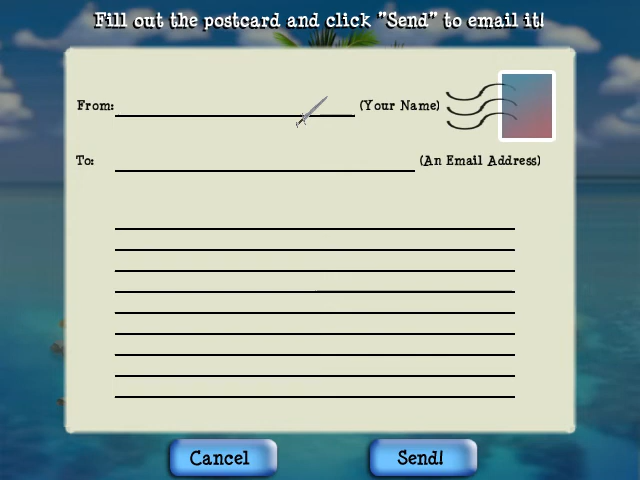 Fill out the postcard and click "Send" to email it!
From: (Your Name)
To: (An Email Address)
Cancel Send!